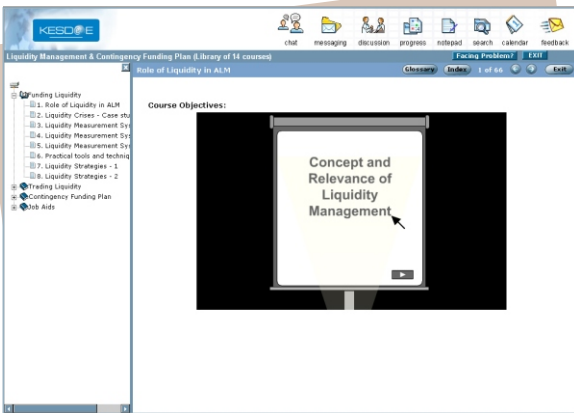 KESDEE
chat messaging discussion progress notepad search calendar feedback
Liquidity Management & Contingency Funding Plan (Library of 14 courses)
Facing Problem? EXIT
Role of Liquidity in ALM
Glossary Index 1 of 66 Exit
Funding Liquidity
1. Role of Liquidity in ALM
2. Liquidity Crises - Case stu
3. Liquidity Measurement Sy
4. Liquidity Measurement Sy
5. Liquidity Measurement Sy
6. Practical tools and techniq
7. Liquidity Strategies - 1
8. Liquidity Strategies - 2
Trading Liquidity
Contingency Funding Plan
Job Aids
Course Objectives:
Concept and
Relevance of
Liquidity
Management